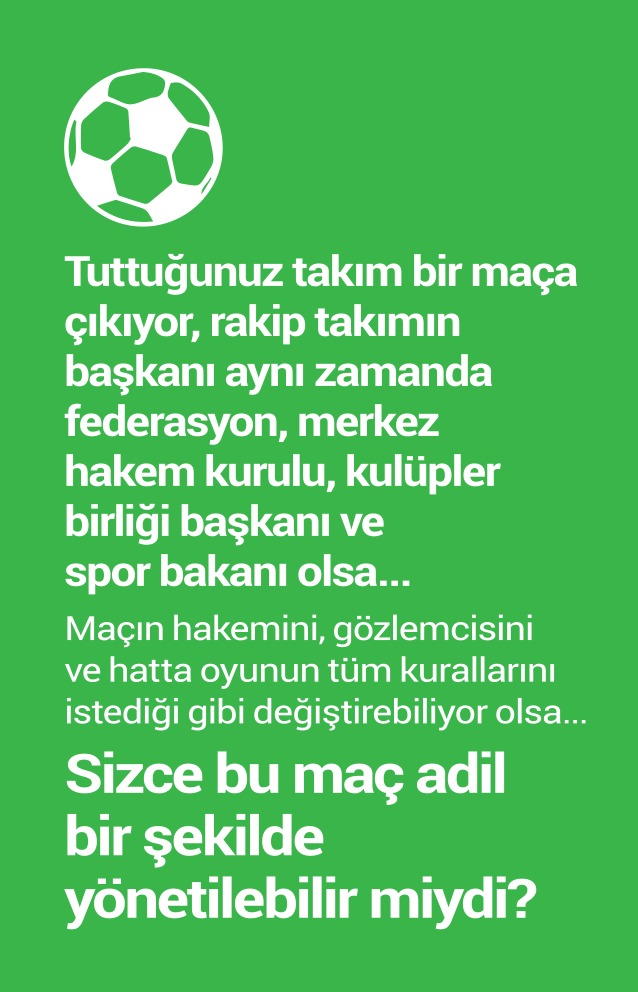 Tuttuğunuz takım bir maça
çıkıyor, rakip takımın
başkanı aynı zamanda
federasyon, merkez
hakem kurulu, kulüpler
birliği başkanı ve
spor bakanı olsa...
Maçın hakemini, gözlemcisini
ve hatta oyunun tüm kurallarını
istediği gibi değiştirebiliyor olsa...
Sizce bu maç adil
bir şekilde
yönetilebilir miydi?